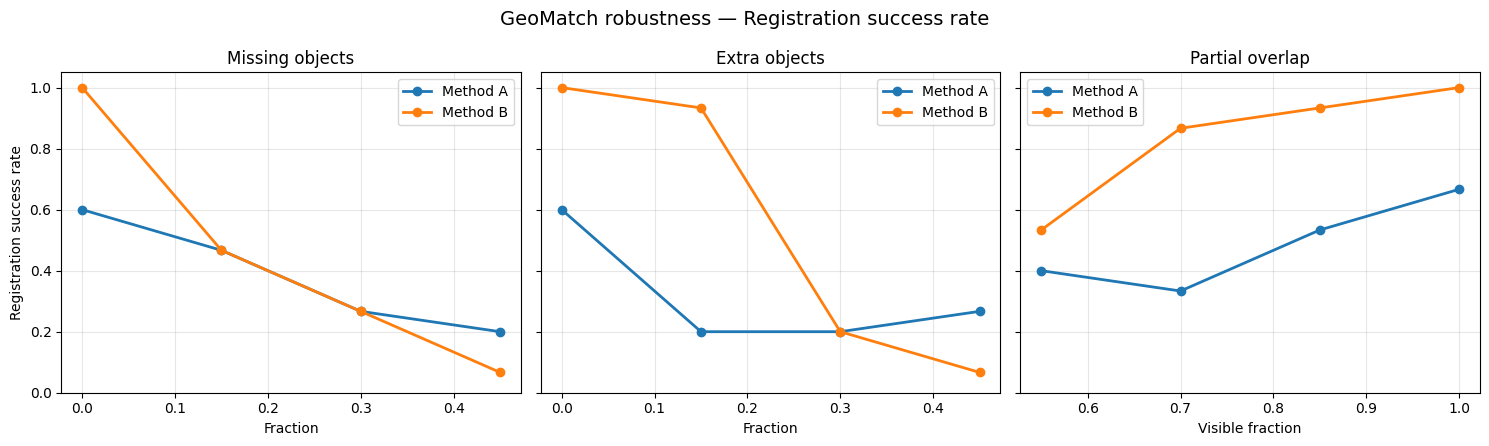 GeoMatch robustness — Registration success rate
Missing objects
Registration success rate
1.0
0.8
0.6
0.4
0.2
0.0
Method A
Method B
0.0 0.1 0.2 0.3 0.4
Fraction
Extra objects
Method A
Method B
0.0 0.1 0.2 0.3 0.4
Fraction
Partial overlap
Method A
Method B
0.6 0.7 0.8 0.9 1.0
Visible fraction